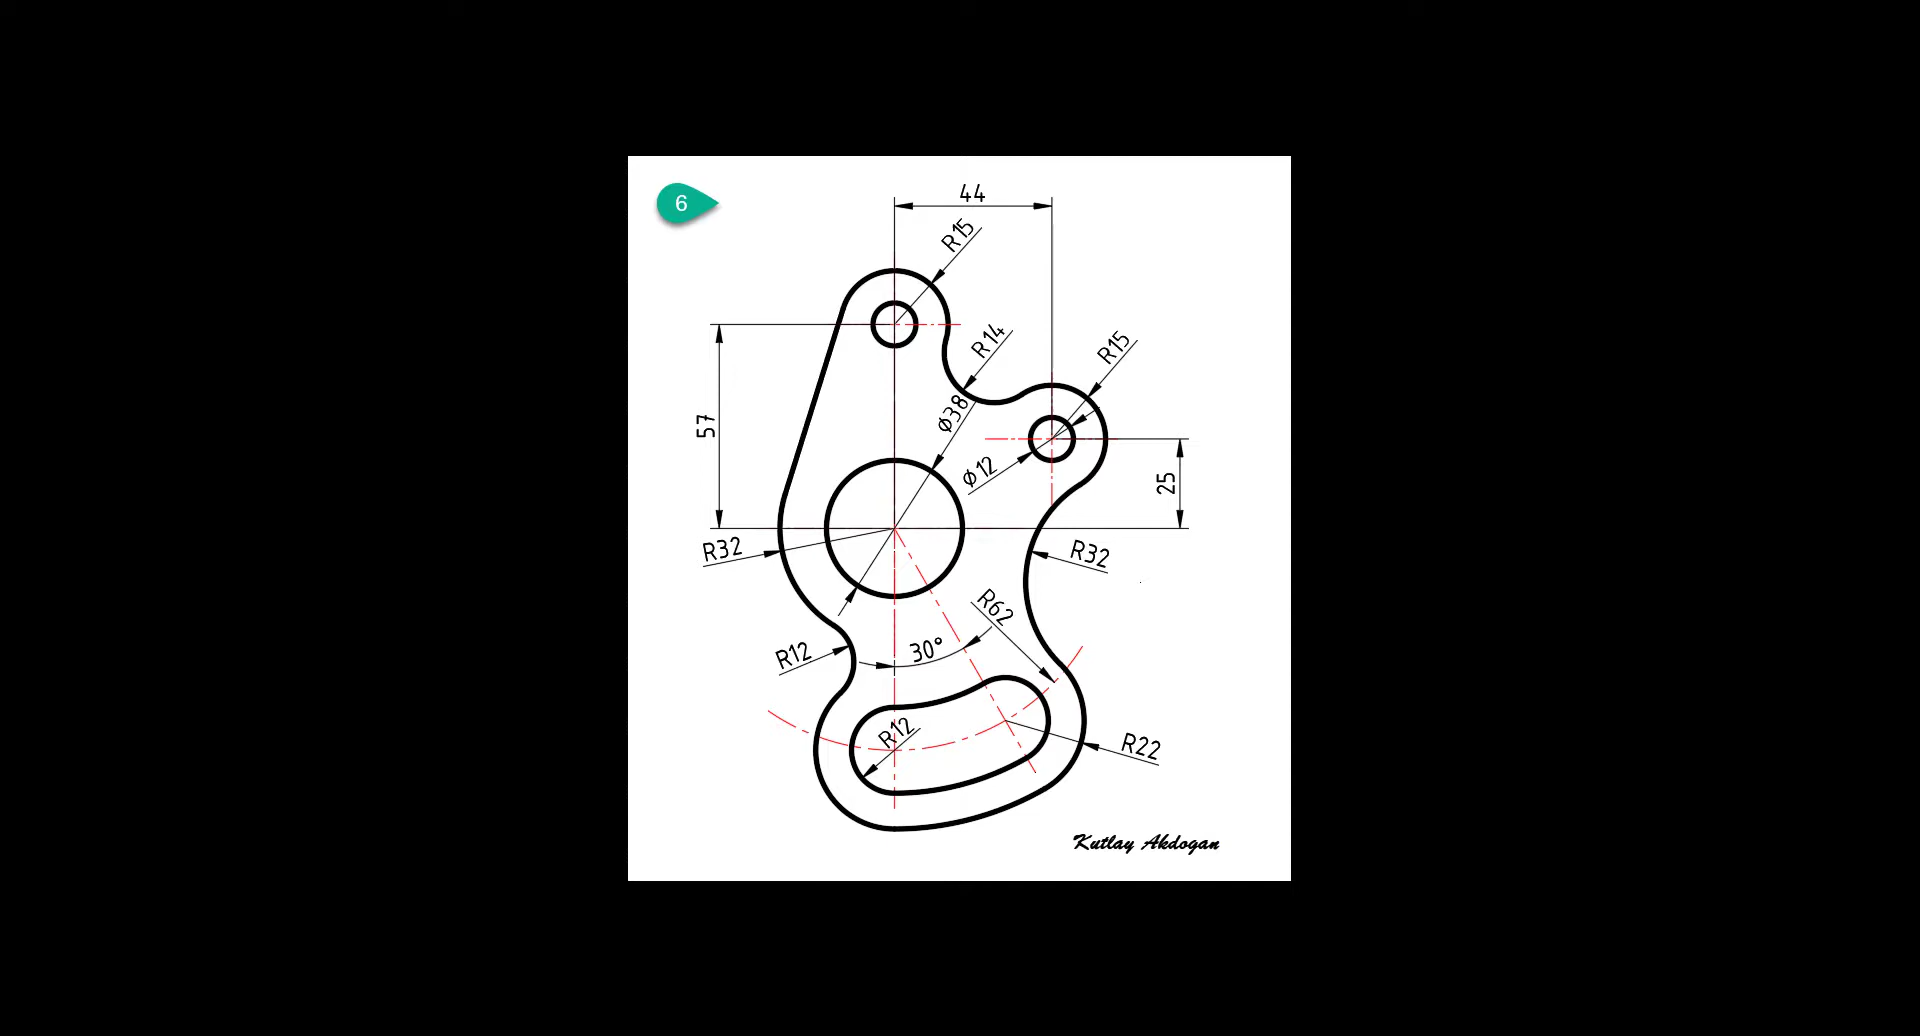 6
44
R15
R14
R15
Ø38
57
Ø12
25
R32
R32
R62
30°
R12
R12
R22
Kutlay Akdogan